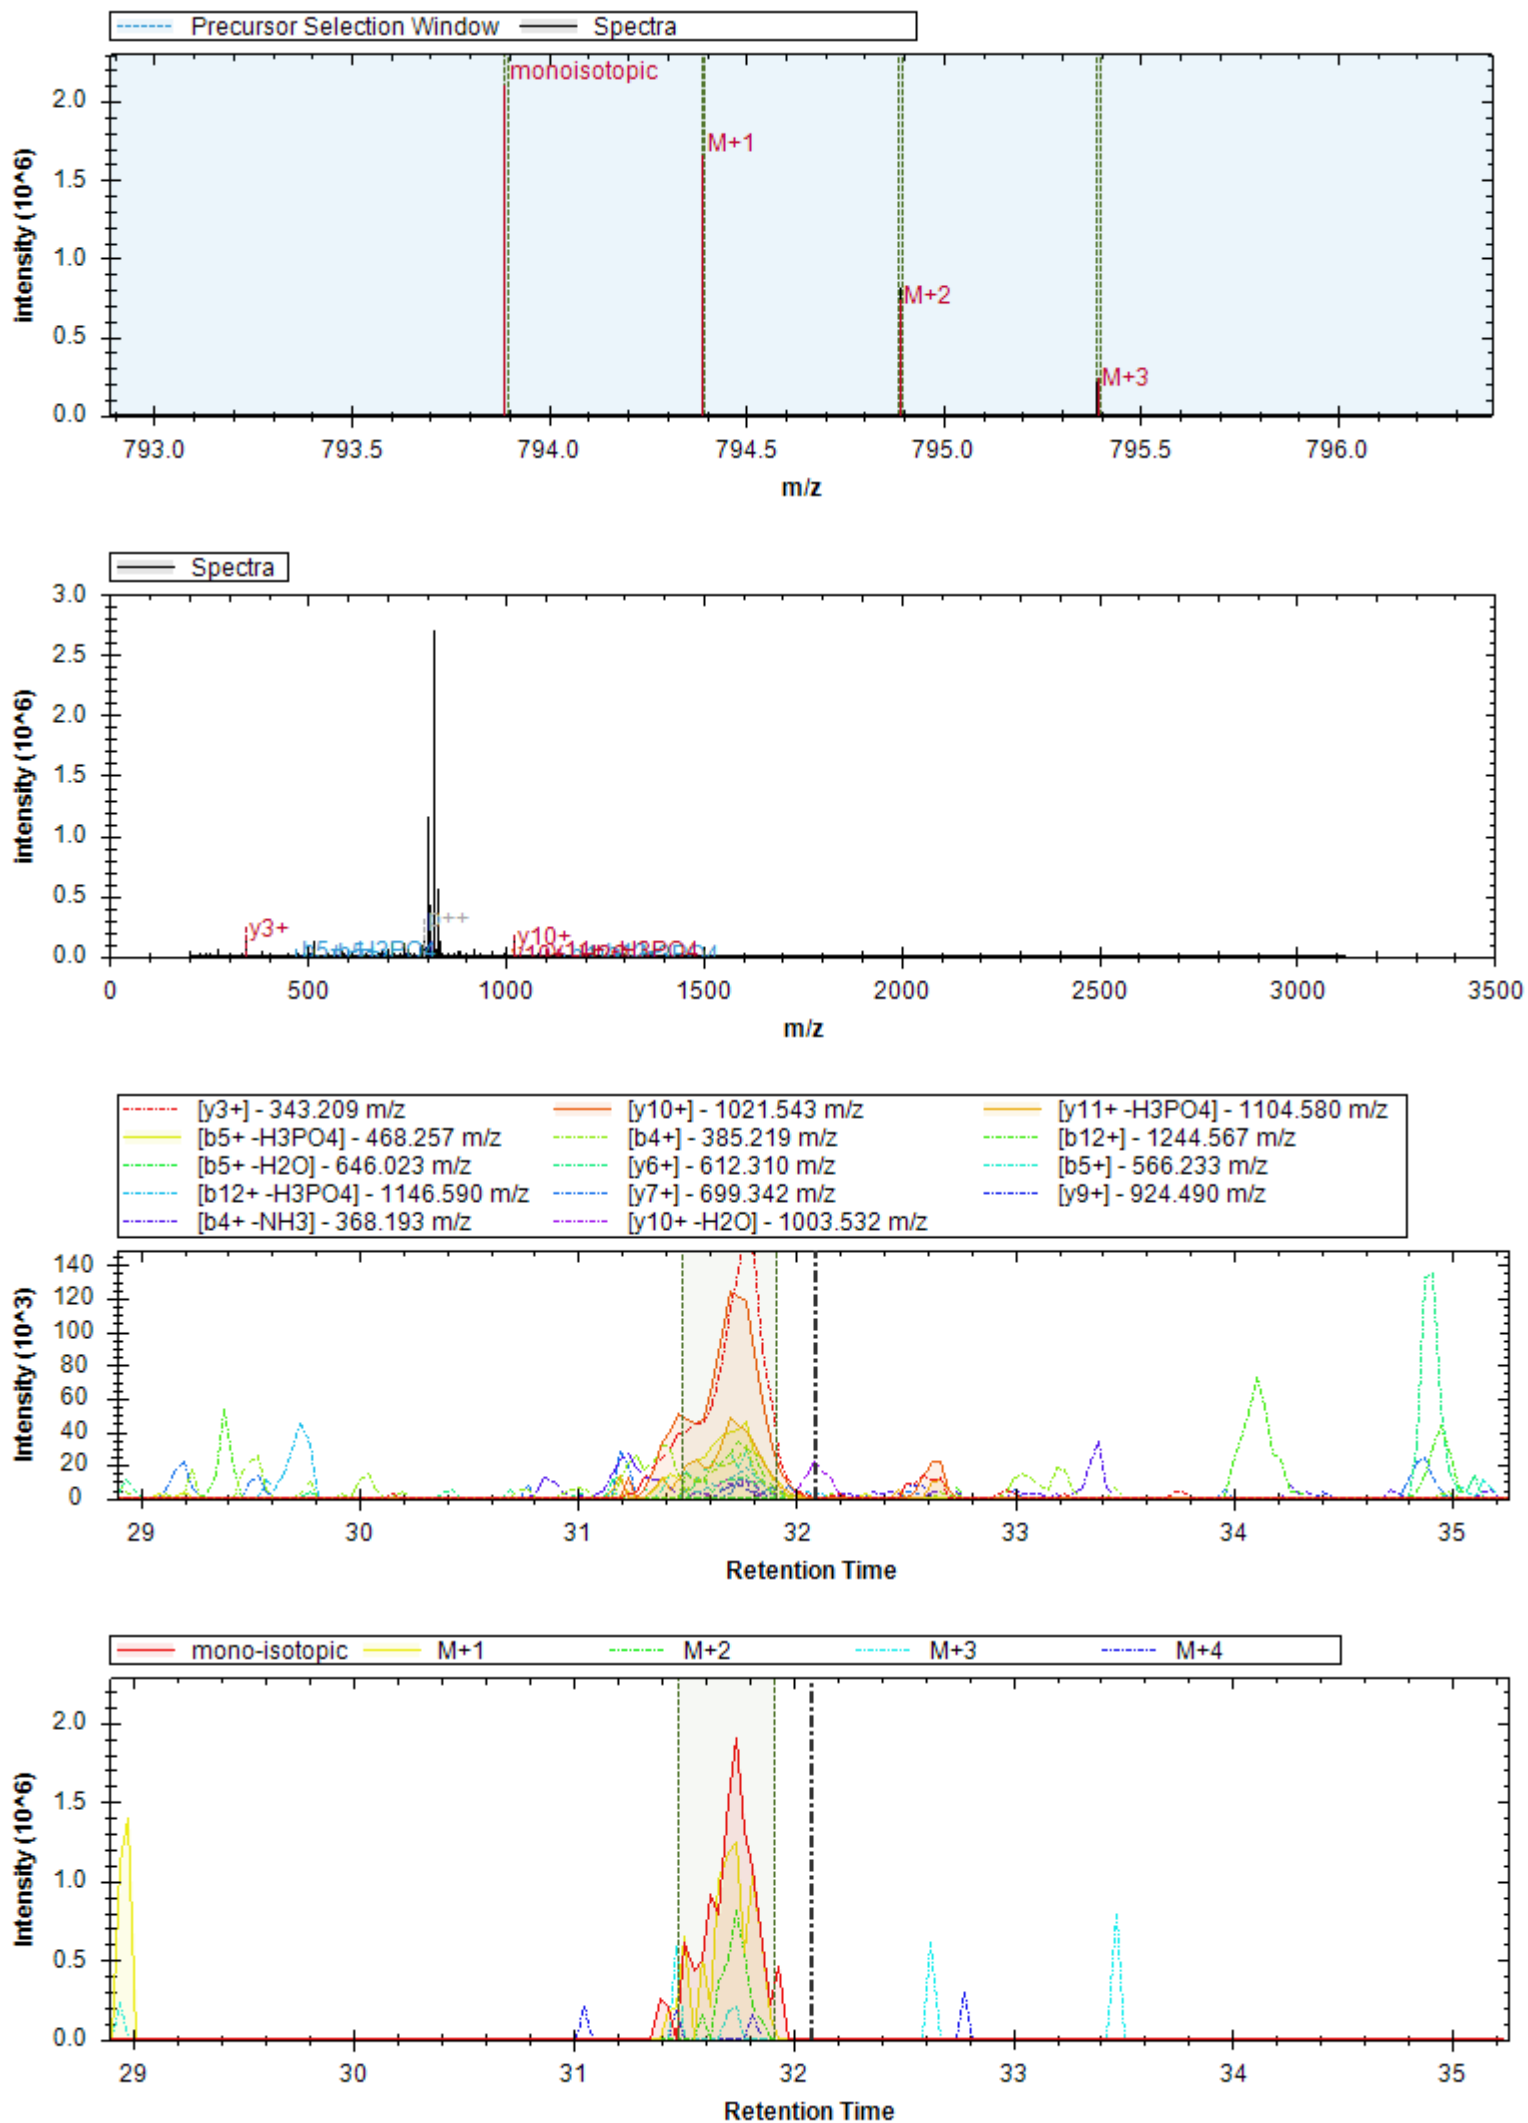 Precursor Selection Window Spectra
monoisotopic
M+1
M+2
M+3
intensity (10^6)
2.0
1.5
1.0
0.5
0.0
793.0 793.5 794.0 794.5 795.0 795.5 796.0
m/z
Spectra
intensity (10^6)
3.0
2.5
2.0
1.5
1.0
0.5
0.0
y3+
y10+
0 500 1000 1500 2000 2500 3000 3500
m/z
[y3+] - 343.209 m/z [y10+] - 1021.543 m/z [y11+ -H3PO4] - 1104.580 m/z
[b5+ -H3PO4] - 468.257 m/z [b4+] - 385.219 m/z [b12+] - 1244.567 m/z
[b5+ -H2O] - 646.023 m/z [y6+] - 612.310 m/z [b5+] - 566.233 m/z
[b12+ -H3PO4] - 1146.590 m/z [y7+] - 699.342 m/z [y9+] - 924.490 m/z
[b4+ -NH3] - 368.193 m/z [y10+ -H2O] - 1003.532 m/z
Intensity (10^3)
140
120
100
80
60
40
20
0
29 30 31 32 33 34 35
Retention Time
mono-isotopic M+1 M+2 M+3 M+4
Intensity (10^6)
2.0
1.5
1.0
0.5
0.0
29 30 31 32 33 34 35
Retention Time